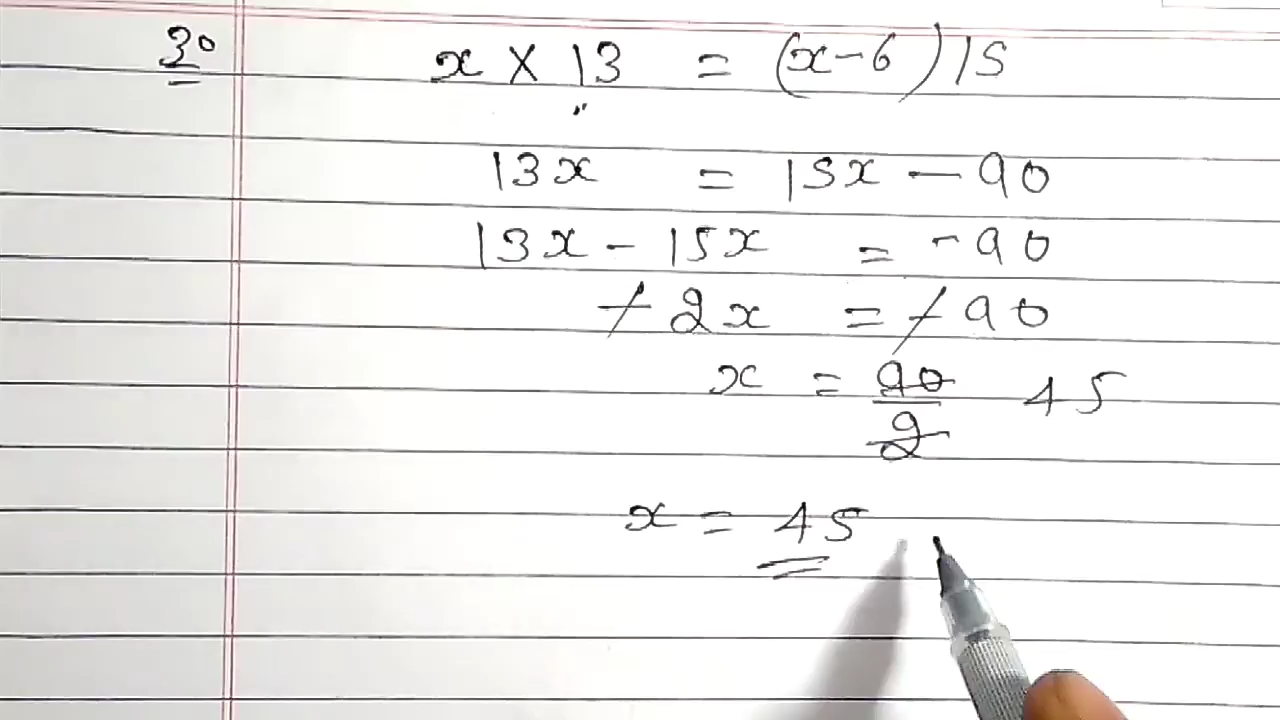 3° x × 13 = (x-6)15
13x = 15x - 90
13x - 15x = -90
-2x = -90
x = 90/2 45
x = 45